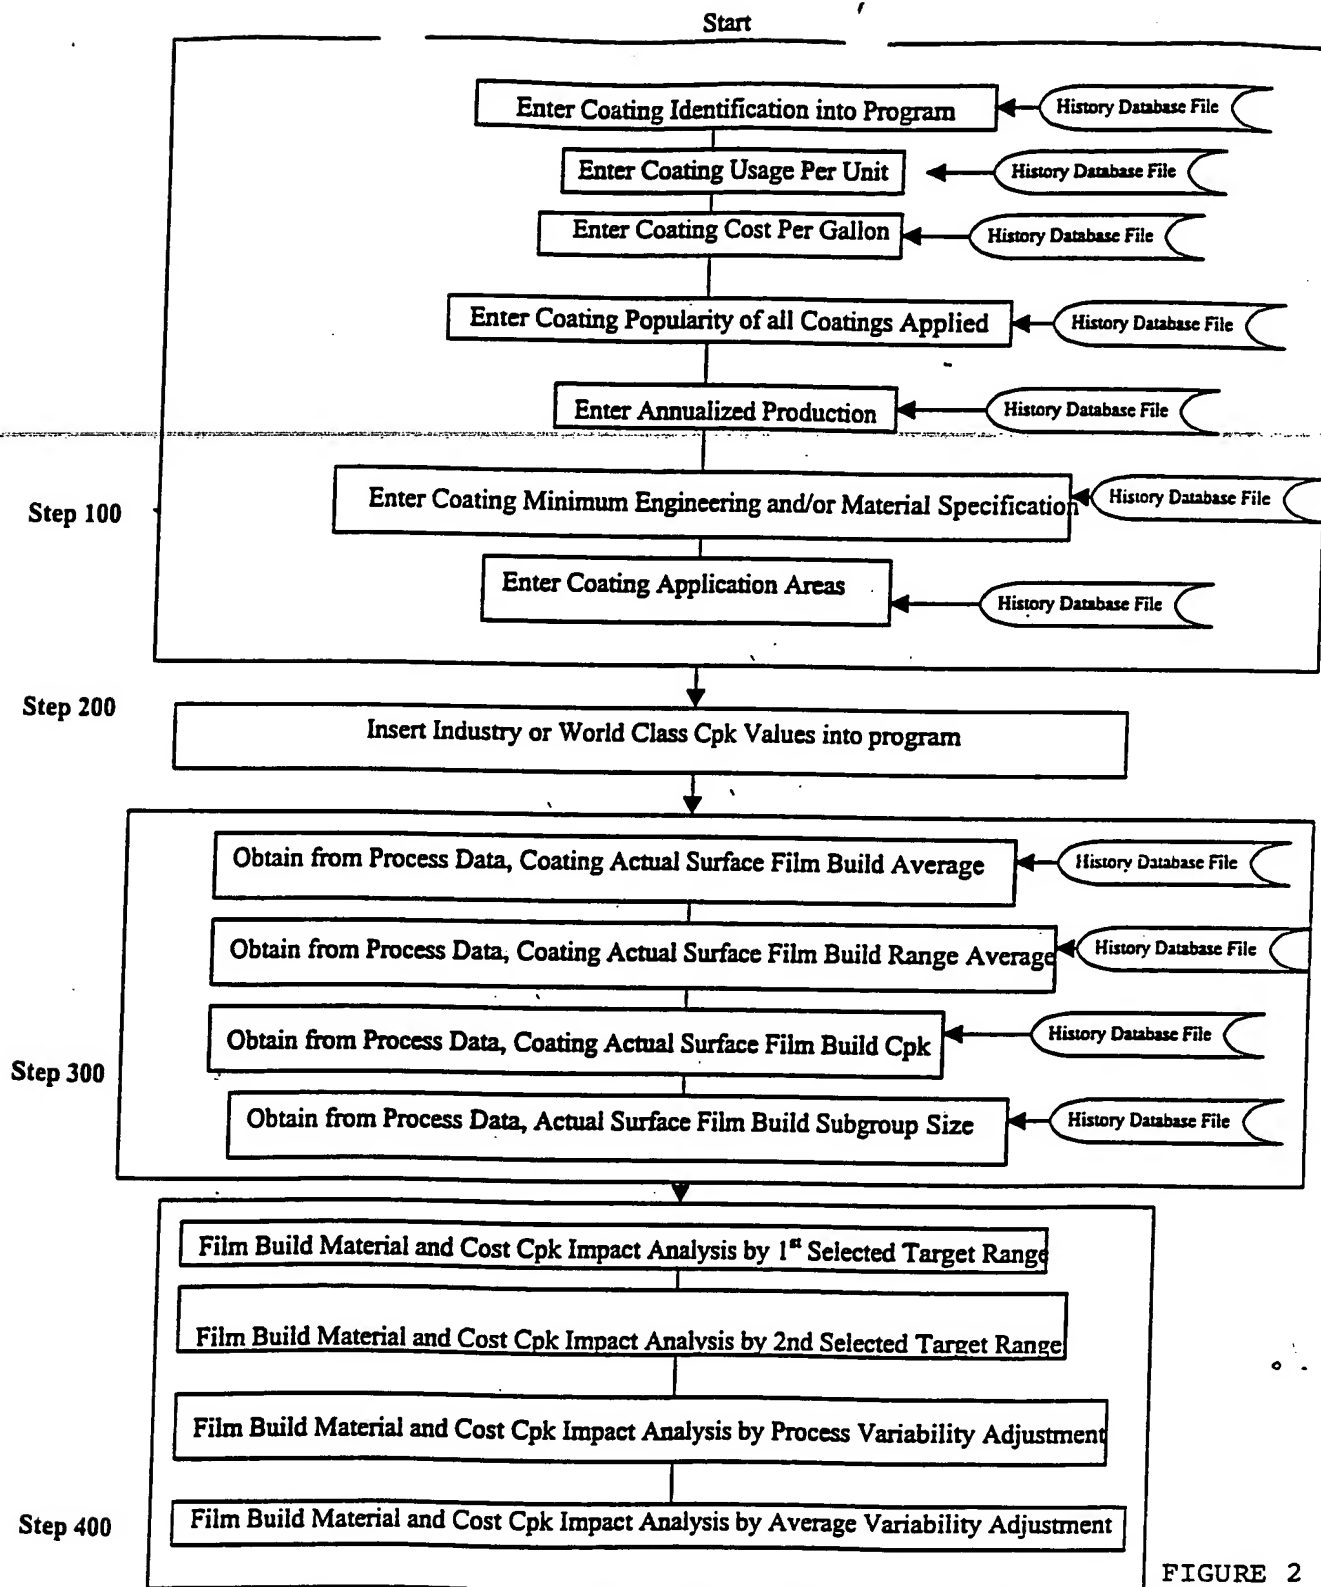 Start
Enter Coating Identification into Program
History Database File
Enter Coating Usage Per Unit
History Database File
Enter Coating Cost Per Gallon
History Database File
Enter Coating Popularity of all Coatings Applied
History Database File
Enter Annualized Production
History Database File
Step 100
Enter Coating Minimum Engineering and/or Material Specification
History Database File
Enter Coating Application Areas
History Database File
Step 200
Insert Industry or World Class Cpk Values into program
Obtain from Process Data, Coating Actual Surface Film Build Average
History Database File
Obtain from Process Data, Coating Actual Surface Film Build Range Average
History Database File
Obtain from Process Data, Coating Actual Surface Film Build Cpk
History Database File
Step 300
Obtain from Process Data, Actual Surface Film Build Subgroup Size
History Database File
Film Build Material and Cost Cpk Impact Analysis by 1st Selected Target Range
Film Build Material and Cost Cpk Impact Analysis by 2nd Selected Target Range
Film Build Material and Cost Cpk Impact Analysis by Process Variability Adjustment
Step 400
Film Build Material and Cost Cpk Impact Analysis by Average Variability Adjustment
FIGURE 2